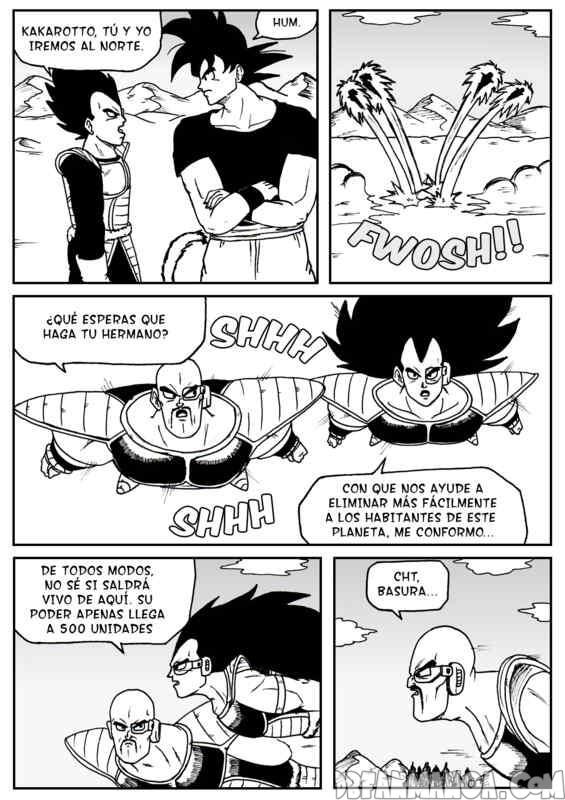 KAKAROTTO, TÚ Y YO
IREMOS AL NORTE.
HUM.
FWOSH!!
¿QUÉ ESPERAS QUE
HAGA TU HERMANO?
SHHH
SHHH
CON QUE NOS AYUDE A
ELIMINAR MÁS FÁCILMENTE
A LOS HABITANTES DE ESTE
PLANETA, ME CONFORMO...
DE TODOS MODOS,
NO SÉ SI SALDRÁ
VIVO DE AQUÍ. SU
PODER APENAS LLEGA
A 500 UNIDADES
CHT,
BASURA...
DBFANMANGA.COM